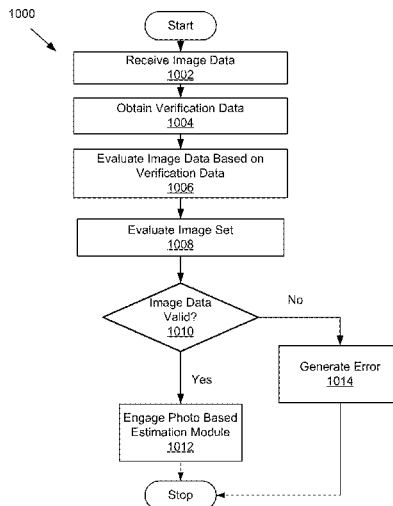 1000
Start
Receive Image Data
1002
Obtain Verification Data
1004
Evaluate Image Data Based on
Verification Data
1006
Evaluate Image Set
1008
Image Data
Valid?
1010
No
Yes
Generate Error
1014
Engage Photo Based
Estimation Module
1012
Stop